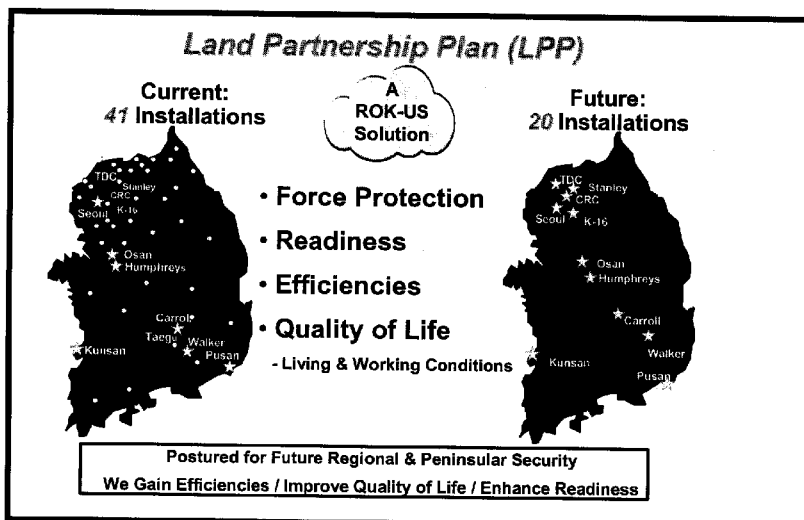 Land Partnership Plan (LPP)
Current:
41 Installations
A
ROK-US
Solution
Future:
20 Installations
TDC
Stanley
CRC
Seoul
K-16
Osan
Humphreys
Carroll
Taegu
Walker
Kunsan
Pusan
• Force Protection
• Readiness
• Efficiencies
• Quality of Life
- Living & Working Conditions
TDC
Stanley
CRC
Seoul
K-16
Osan
Humphreys
Carroll
Walker
Kunsan
Pusan
Postured for Future Regional & Peninsular Security
We Gain Efficiencies / Improve Quality of Life / Enhance Readiness